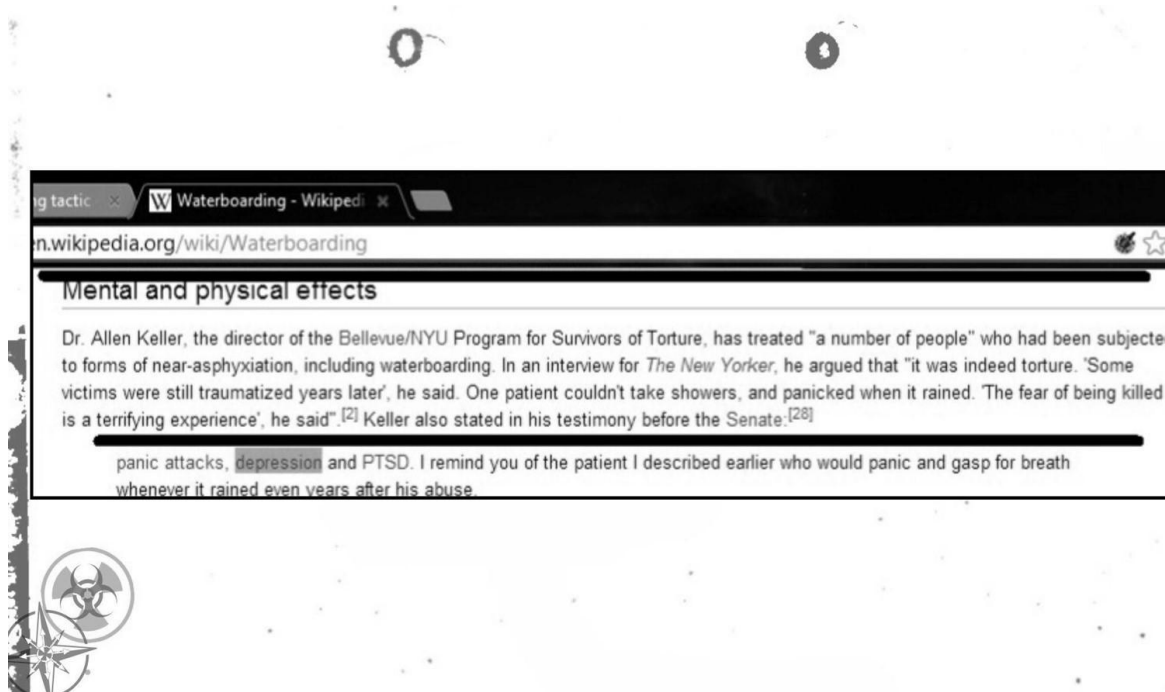 ng tactic
W Waterboarding - Wikipedi
en.wikipedia.org/wiki/Waterboarding
Mental and physical effects
Dr. Allen Keller, the director of the Bellevue/NYU Program for Survivors of Torture, has treated "a number of people" who had been subjecte
to forms of near-asphyxiation, including waterboarding. In an interview for The New Yorker, he argued that "it was indeed torture. 'Some
victims were still traumatized years later', he said. One patient couldn't take showers, and panicked when it rained. 'The fear of being killed
is a terrifying experience', he said".[2] Keller also stated in his testimony before the Senate:[28]
panic attacks, depression and PTSD. I remind you of the patient I described earlier who would panic and gasp for breath
whenever it rained even years after his abuse.